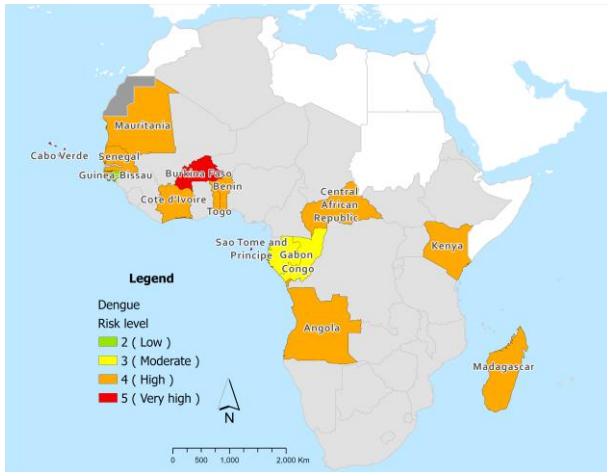 Mauritania
Cabo Verde
Senegal
Guinea-Bissau
Burkina Faso
Benin
Cote d'Ivoire
Togo
Central
African
Republic
Sao Tome and
Principe
Gabon
Congo
Kenya
Angola
Madagascar
Legend
Dengue
Risk level
2 ( Low )
3 ( Moderate )
4 ( High )
5 ( Very high )
N
0 500 1,000 2,000 Km